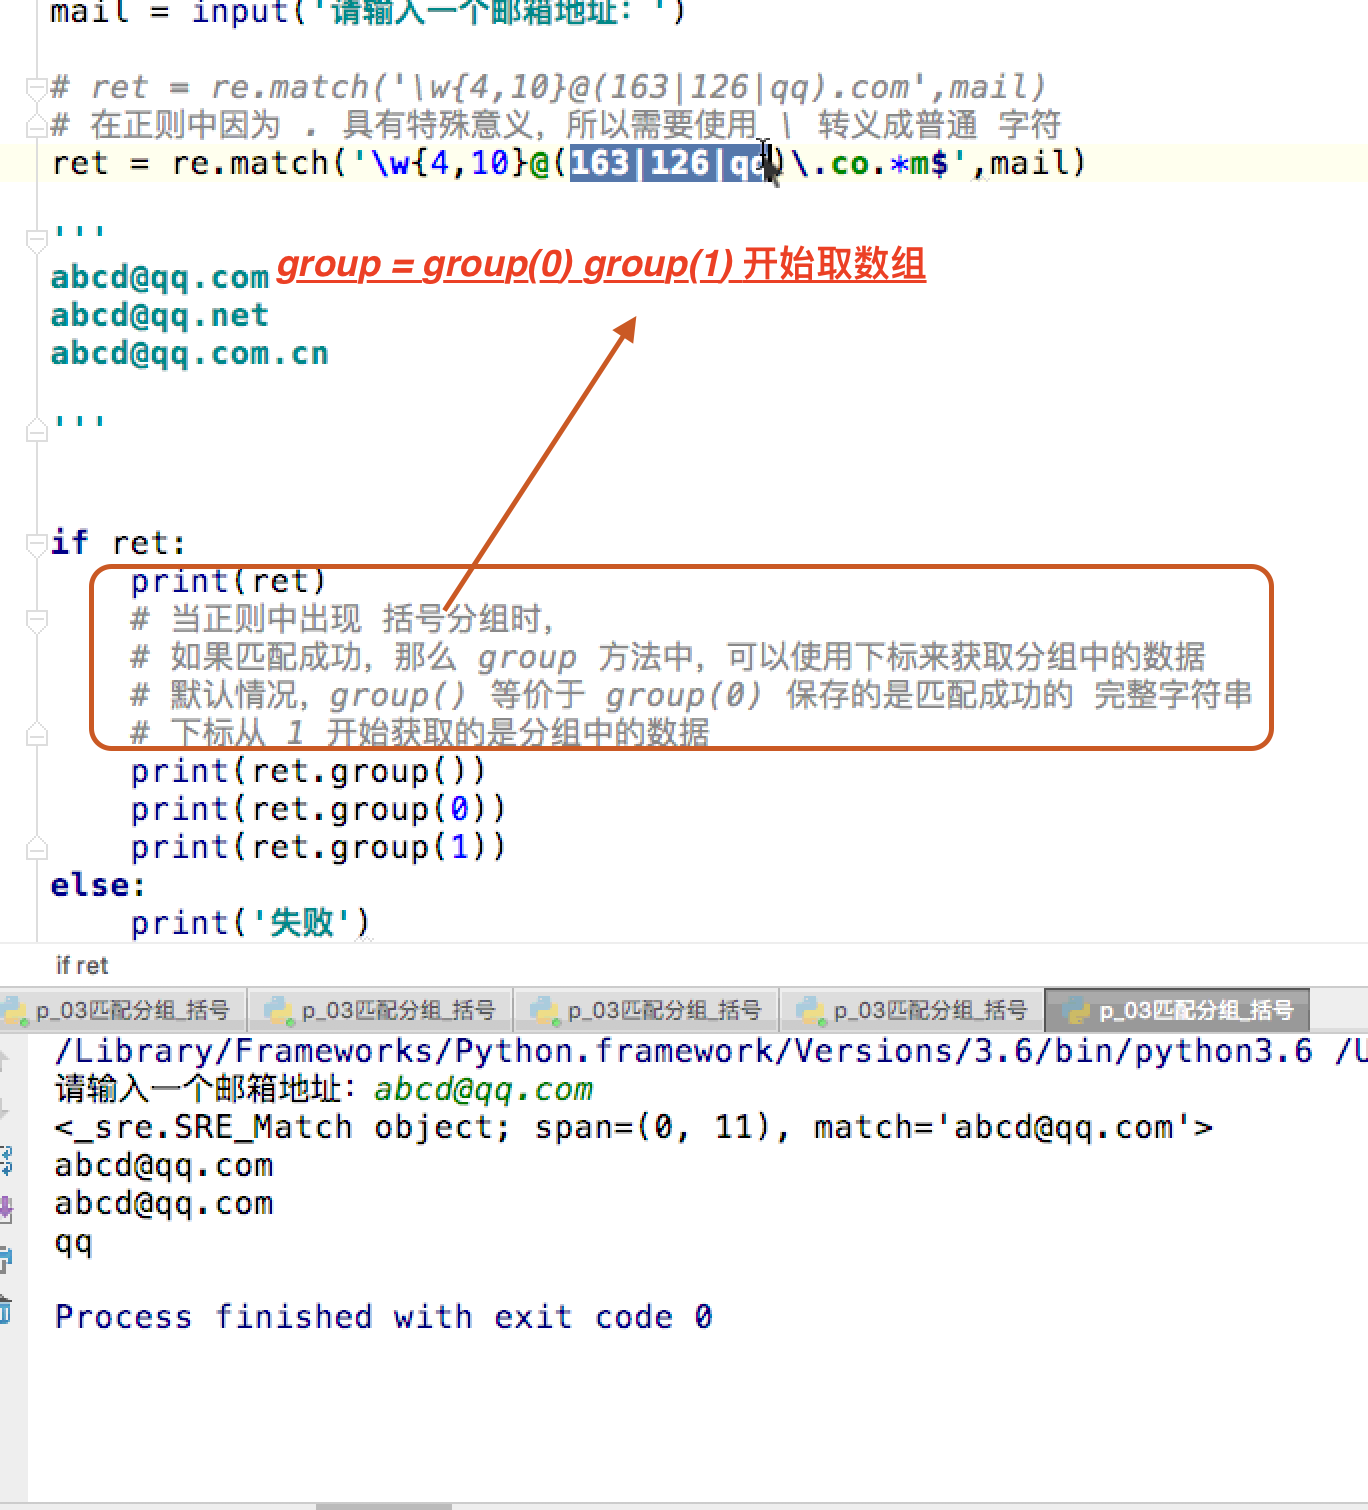 mail = input('请输入一个邮箱地址：')
# ret = re.match('\w{4,10}@(163|126|qq).com',mail)
# 在正则中因为 . 具有特殊意义，所以需要使用 \ 转义成普通 字符
ret = re.match('\w{4,10}@(163|126|qq)\.co.*m$',mail)
'''
abcd@qq.com
group = group(0) group(1) 开始取数组
abcd@qq.net
abcd@qq.com.cn
'''
if ret:
print(ret)
# 当正则中出现 括号分组时，
# 如果匹配成功，那么 group 方法中，可以使用下标来获取分组中的数据
# 默认情况，group() 等价于 group(0) 保存的是匹配成功的 完整字符串
# 下标从 1 开始获取的是分组中的数据
print(ret.group())
print(ret.group(0))
print(ret.group(1))
else:
print('失败')
if ret
p_03匹配分组_括号 p_03匹配分组_括号 p_03匹配分组_括号 p_03匹配分组_括号 p_03匹配分组_括号
/Library/Frameworks/Python.framework/Versions/3.6/bin/python3.6 /U
请输入一个邮箱地址：abcd@qq.com
<_sre.SRE_Match object; span=(0, 11), match='abcd@qq.com'>
abcd@qq.com
abcd@qq.com
qq
Process finished with exit code 0